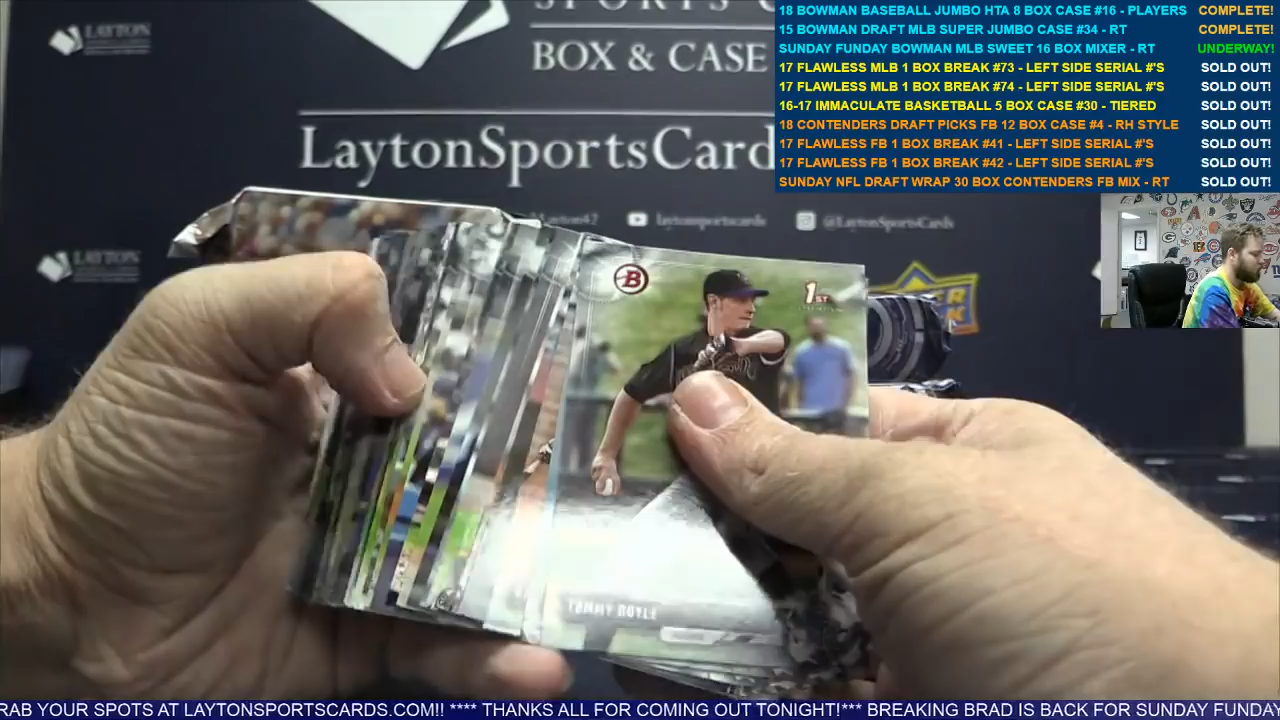 18 BOWMAN BASEBALL JUMBO HTA 8 BOX CASE #16 - PLAYERS COMPLETE!
15 BOWMAN DRAFT MLB SUPER JUMBO CASE #34 - RT COMPLETE!
SUNDAY FUNDAY BOWMAN MLB SWEET 16 BOX MIXER - RT UNDERWAY!
17 FLAWLESS MLB 1 BOX BREAK #73 - LEFT SIDE SERIAL #'S SOLD OUT!
17 FLAWLESS MLB 1 BOX BREAK #74 - LEFT SIDE SERIAL #'S SOLD OUT!
16-17 IMMACULATE BASKETBALL 5 BOX CASE #30 - TIERED SOLD OUT!
18 CONTENDERS DRAFT PICKS FB 12 BOX CASE #4 - RH STYLE SOLD OUT!
17 FLAWLESS FB 1 BOX BREAK #41 - LEFT SIDE SERIAL #'S SOLD OUT!
17 FLAWLESS FB 1 BOX BREAK #42 - LEFT SIDE SERIAL #'S SOLD OUT!
SUNDAY NFL DRAFT WRAP 30 BOX CONTENDERS FB MIX - RT SOLD OUT!
LAYTON
SPORTS
BOX & CASE
LaytonSportsCard
laytonsportscards
@LaytonSportsCards
LAYTON
B
1ST
TOMMY DOYLE
RAB YOUR SPOTS AT LAYTONSPORTSCARDS.COM!! **** THANKS ALL FOR COMING OUT TONIGHT!*** BREAKING BRAD IS BACK FOR SUNDAY FUNDAY